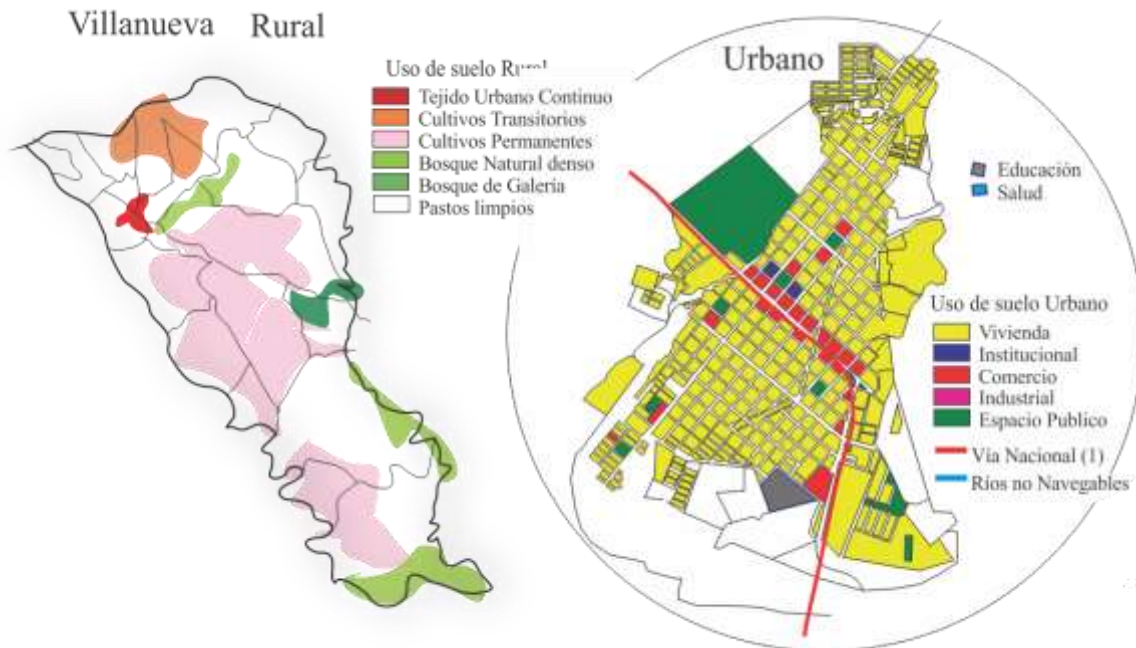 Villanueva Rural
Uso de suelo Rural
Tejido Urbano Continuo
Cultivos Transitorios
Cultivos Permanentes
Bosque Natural denso
Bosque de Galería
Pastos limpios
Urbano
Educación
Salud
Uso de suelo Urbano
Vivienda
Institucional
Comercio
Industrial
Espacio Publico
Vía Nacional (1)
Ríos no Navegables